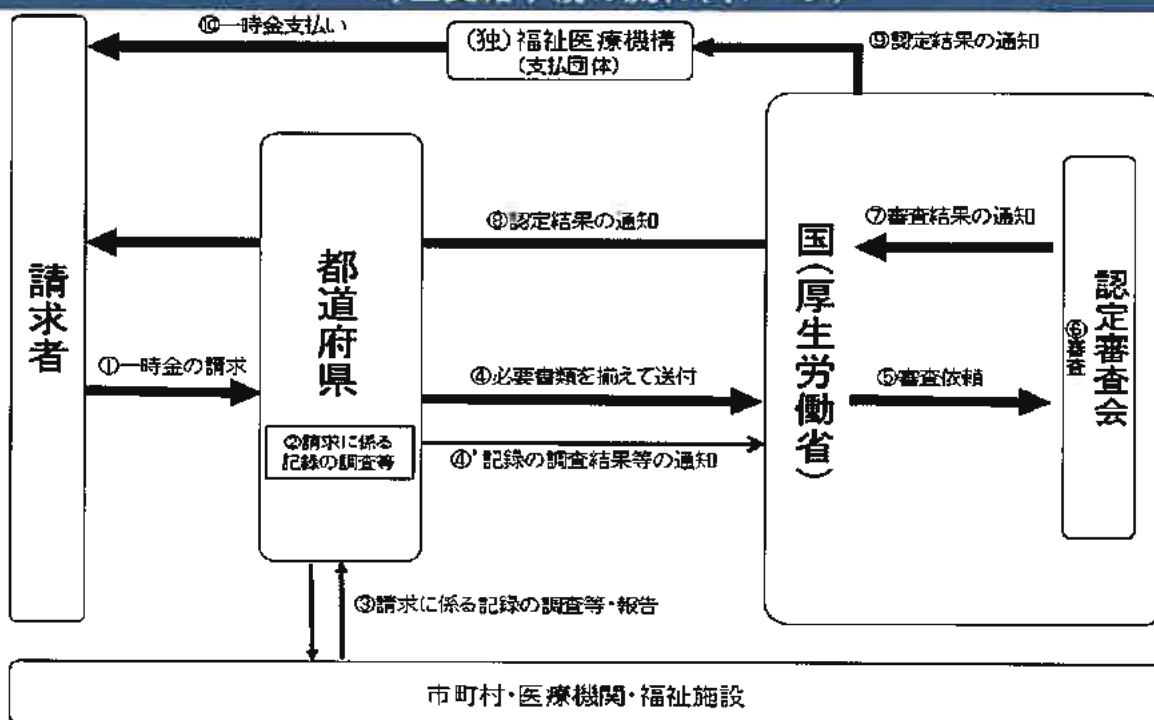 ⑩一時金支払い
(独)福祉医療機構
(支払団体)
⑨認定結果の通知
請求者
都道府県
⑧認定結果の通知
国(厚生労働省)
⑦審査結果の通知
認定審査会
⑥審査
①一時金の請求
④必要書類を揃えて送付
⑤審査依頼
②請求に係る
記録の調査等
④'記録の調査結果等の通知
③請求に係る記録の調査等・報告
市町村・医療機関・福祉施設